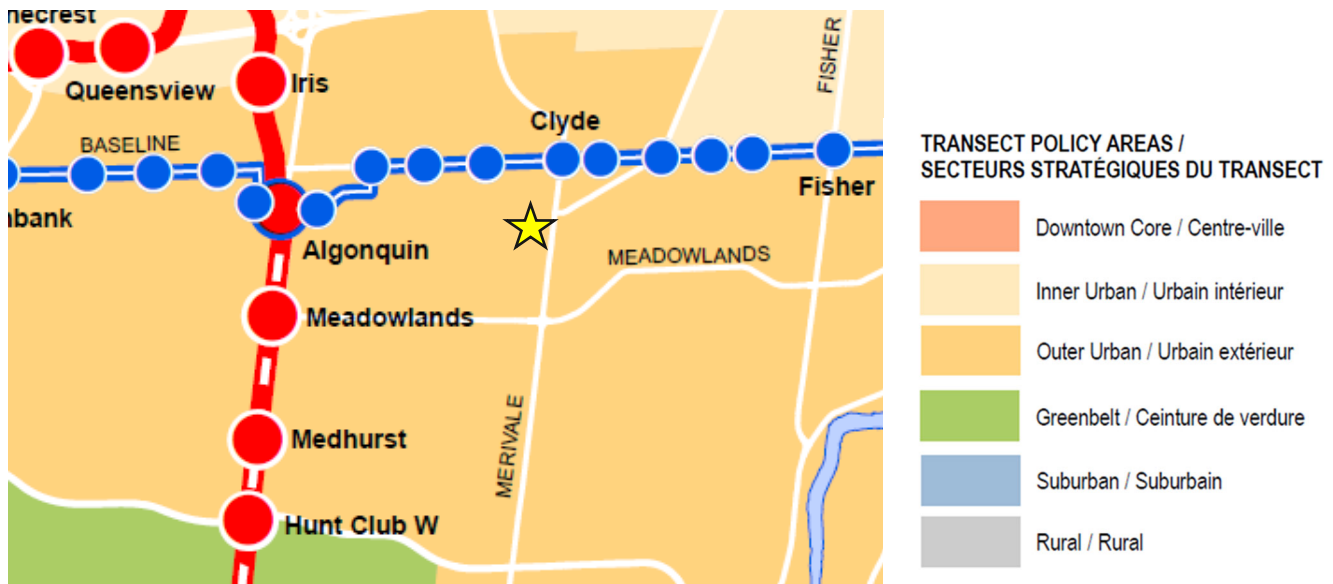 necrest
Queensview
Iris
FISHER
BASELINE
Clyde
Fisher
nbank
Algonquin
MEADOWLANDS
Meadowlands
MERIVALE
Medhurst
Hunt Club W
TRANSECT POLICY AREAS /
SECTEURS STRATÉGIQUES DU TRANSECT
Downtown Core / Centre-ville
Inner Urban / Urbain intérieur
Outer Urban / Urbain extérieur
Greenbelt / Ceinture de verdure
Suburban / Suburbain
Rural / Rural